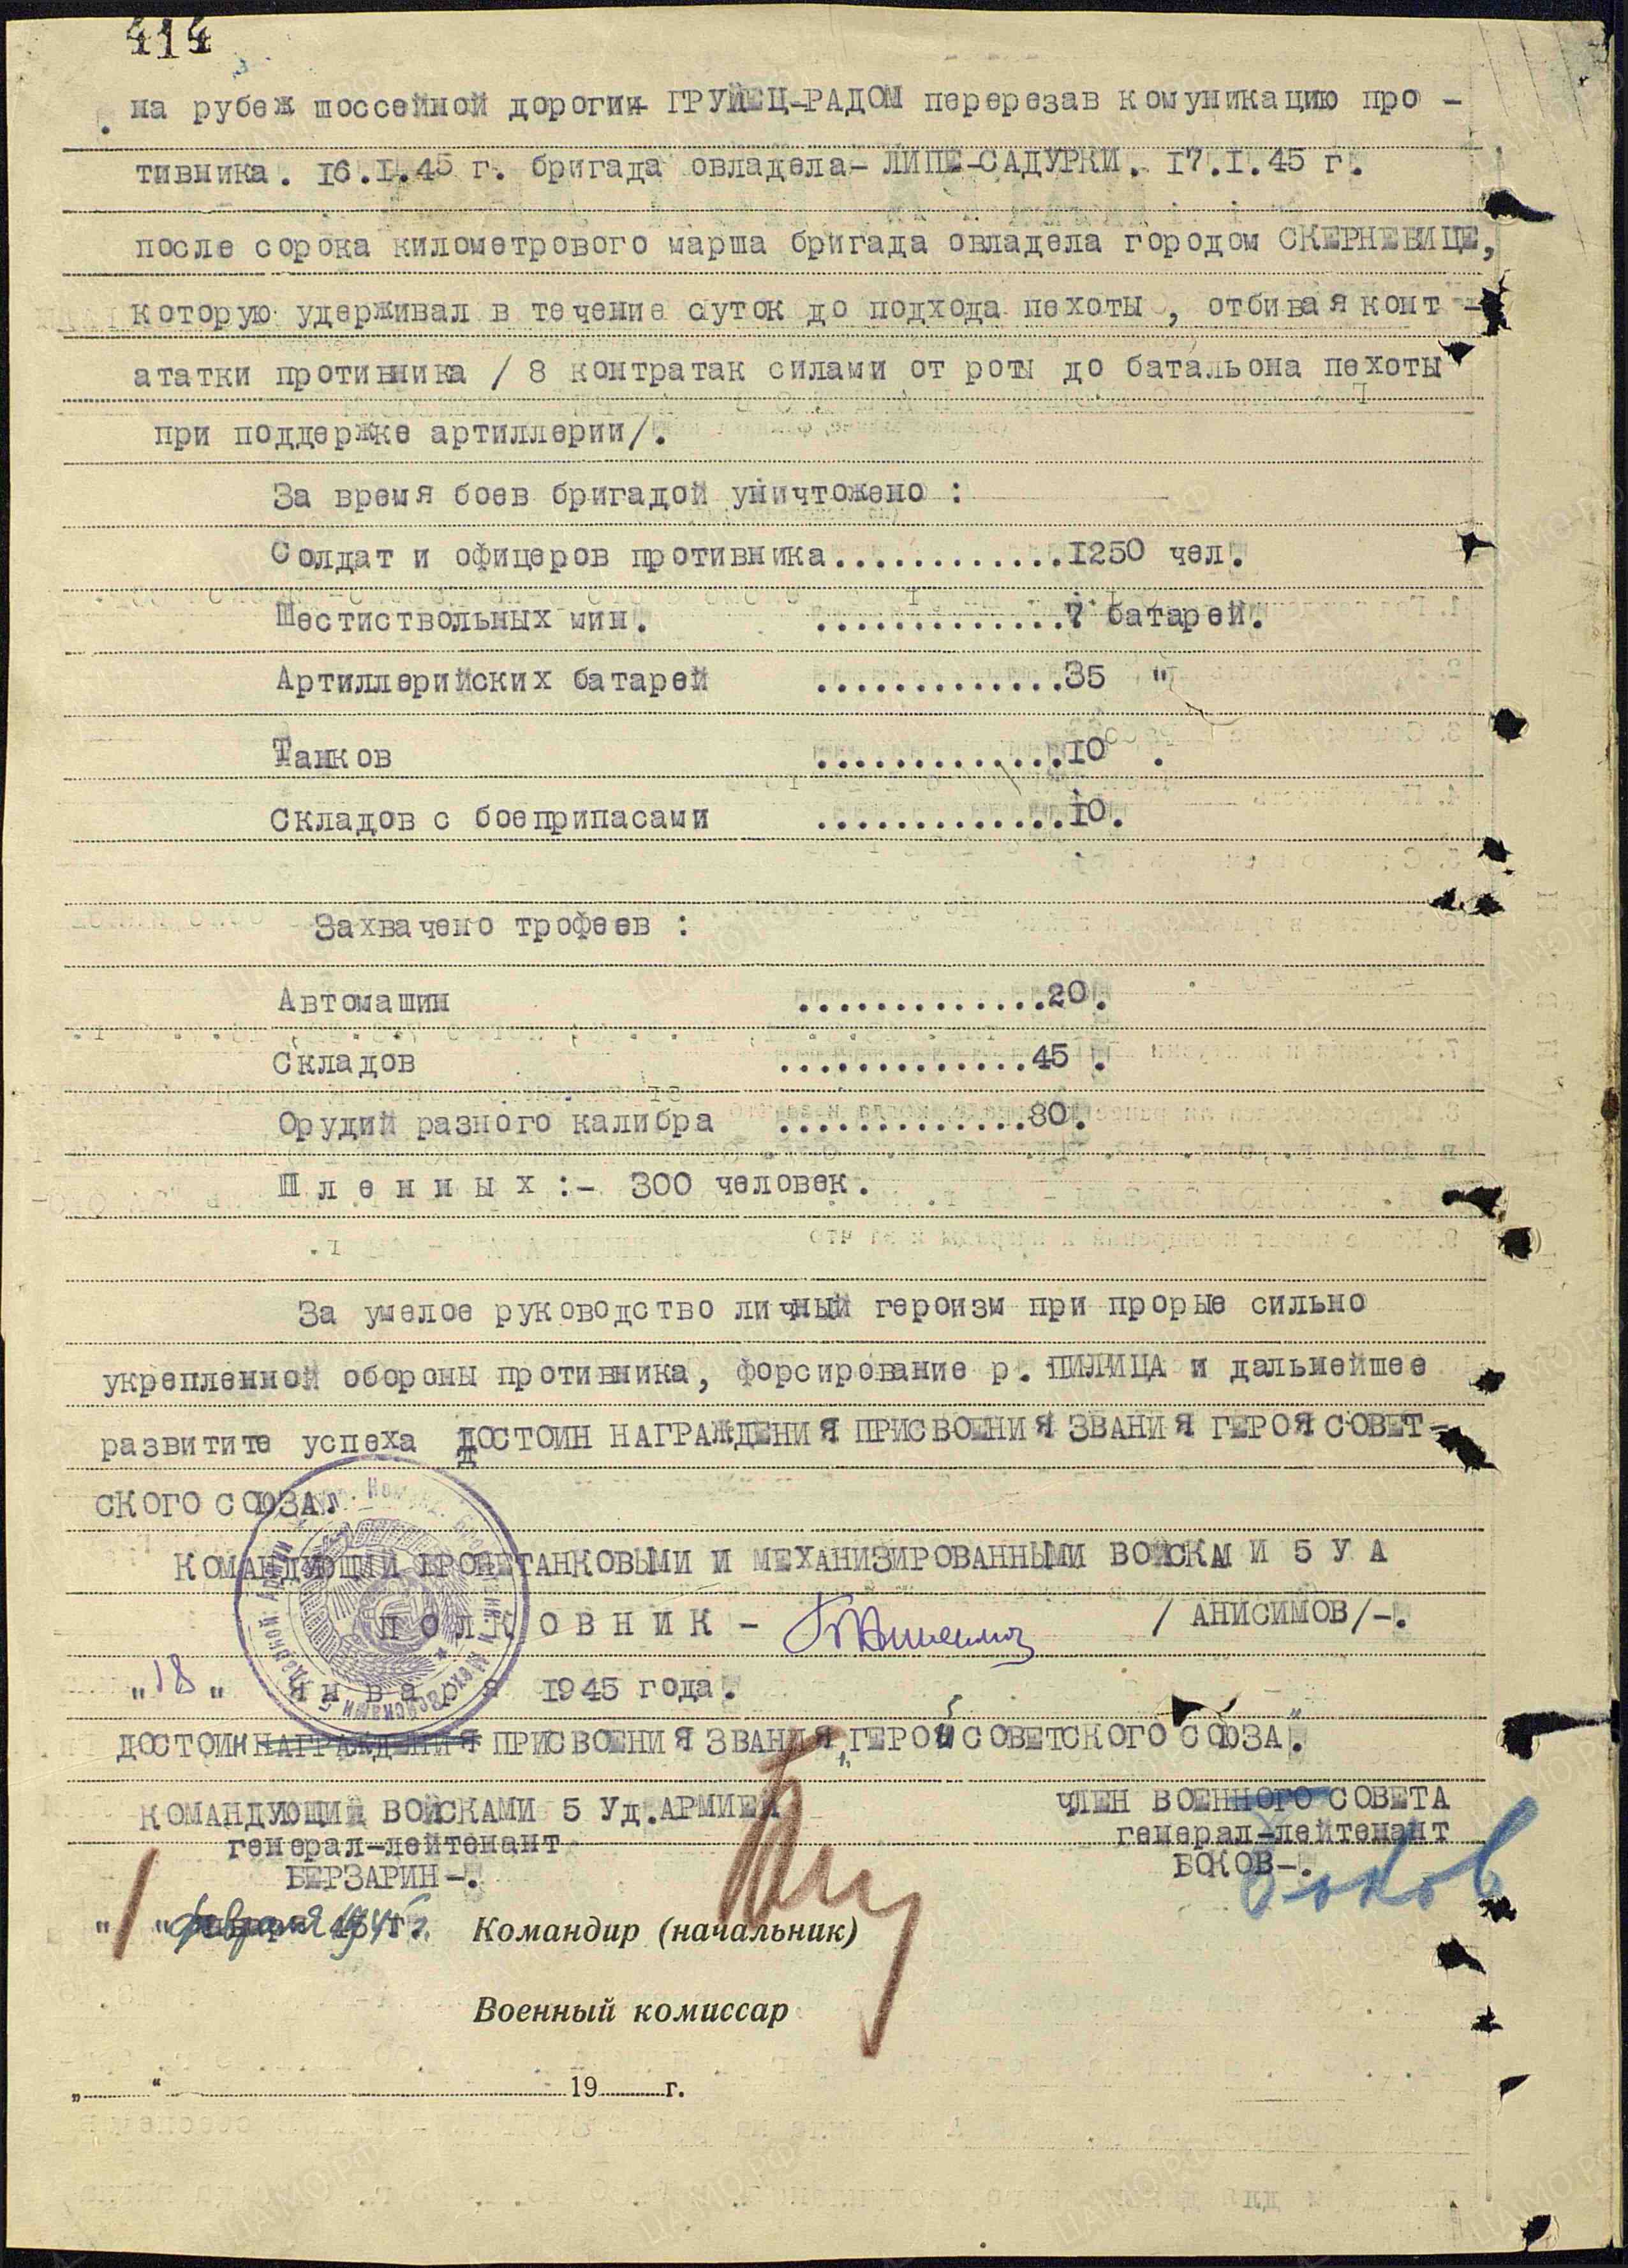 414
на рубеж шоссейной дороги ГРУЙЕЦ-РАДОМ перерезав комуникацию про -
тивника. 16.I.45 г. бригада овладела- ЛИПЕ-САДУРКИ. 17.I.45 г.
после сорока километрового марша бригада овладела городом СКЕРНЕВИЦЕ,
которую удерживал в течение суток до подхода пехоты , отбивая конт -
ататки противника / 8 контратак силами от роты до батальона пехоты
при поддержке артиллерии/.
За время боев бригадой уничтожено :
Солдат и офицеров противника.............1250 чел.
Шестиствольных мин. .............7 батарей.
Артиллерийских батарей .............35 "
Танков .............10 .
Складов с боеприпасами .............10.
Захвачено трофеев :
Автомашин .............20.
Складов .............45 .
Орудий разного калибра .............80.
П л е н н ы х :- 300 человек.
За умелое руководство личный героизм при прорые сильно
укрепленной обороны противника, форсирование р. ПИЛИЦА и дальнейшее
развитите успеха ДОСТОИН НАГРАЖДЕНИЯ ПРИСВОЕНИЯ ЗВАНИЯ ГЕРОЯ СОВЕТ-
СКОГО СОЮЗА.
КОМАНДУЮЩИЙ БРОНЕТАНКОВЫМИ И МЕХАНИЗИРОВАННЫМИ ВОЙСКАМИ 5 У А
П О Л К О В Н И К - Анисимов / АНИСИМОВ/-.
"18" Я н в а р я 1945 года.
ДОСТОИН НАГРАЖДЕНИЯ ПРИСВОЕНИЯ ЗВАНИЯ „ГЕРОЙ СОВЕТСКОГО СОЮЗА".
КОМАНДУЮЩИЙ ВОЙСКАМИ 5 Уд.АРМИЕЙ ЧЛЕН ВОЕННОГО СОВЕТА
генерал-лейтенант генерал-лейтенант
БЕРЗАРИН-. БОКОВ-. Боков
"1" февраля 1945 г. Командир (начальник)
Военный комиссар
„ " 19 г.